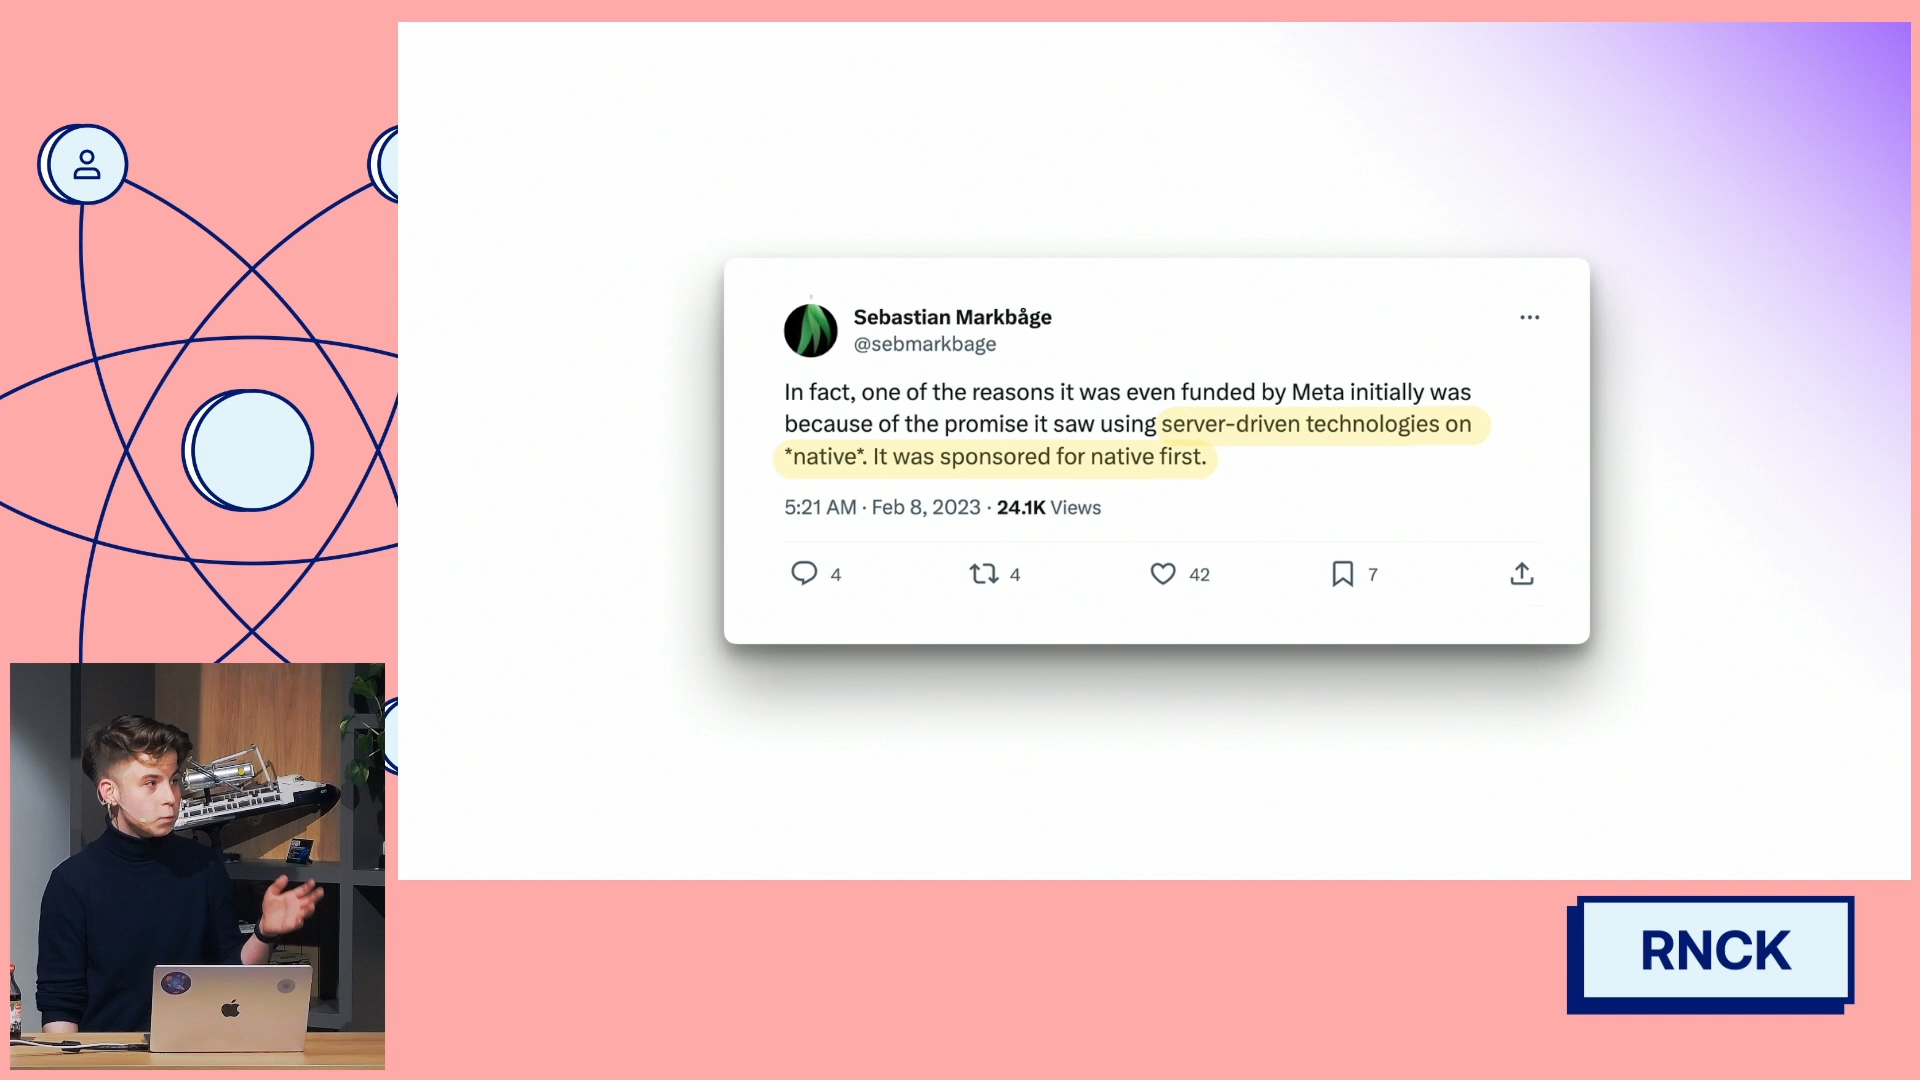 Sebastian Markbåge
@sebmarkbage
In fact, one of the reasons it was even funded by Meta initially was
because of the promise it saw using server-driven technologies on
*native*. It was sponsored for native first.
5:21 AM · Feb 8, 2023 · 24.1K Views
4
4
42
7
RNCK